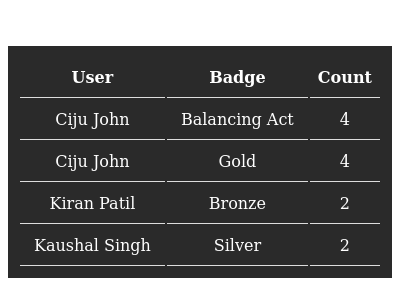 User Badge Count
Ciju John Balancing Act 4
Ciju John Gold 4
Kiran Patil Bronze 2
Kaushal Singh Silver 2